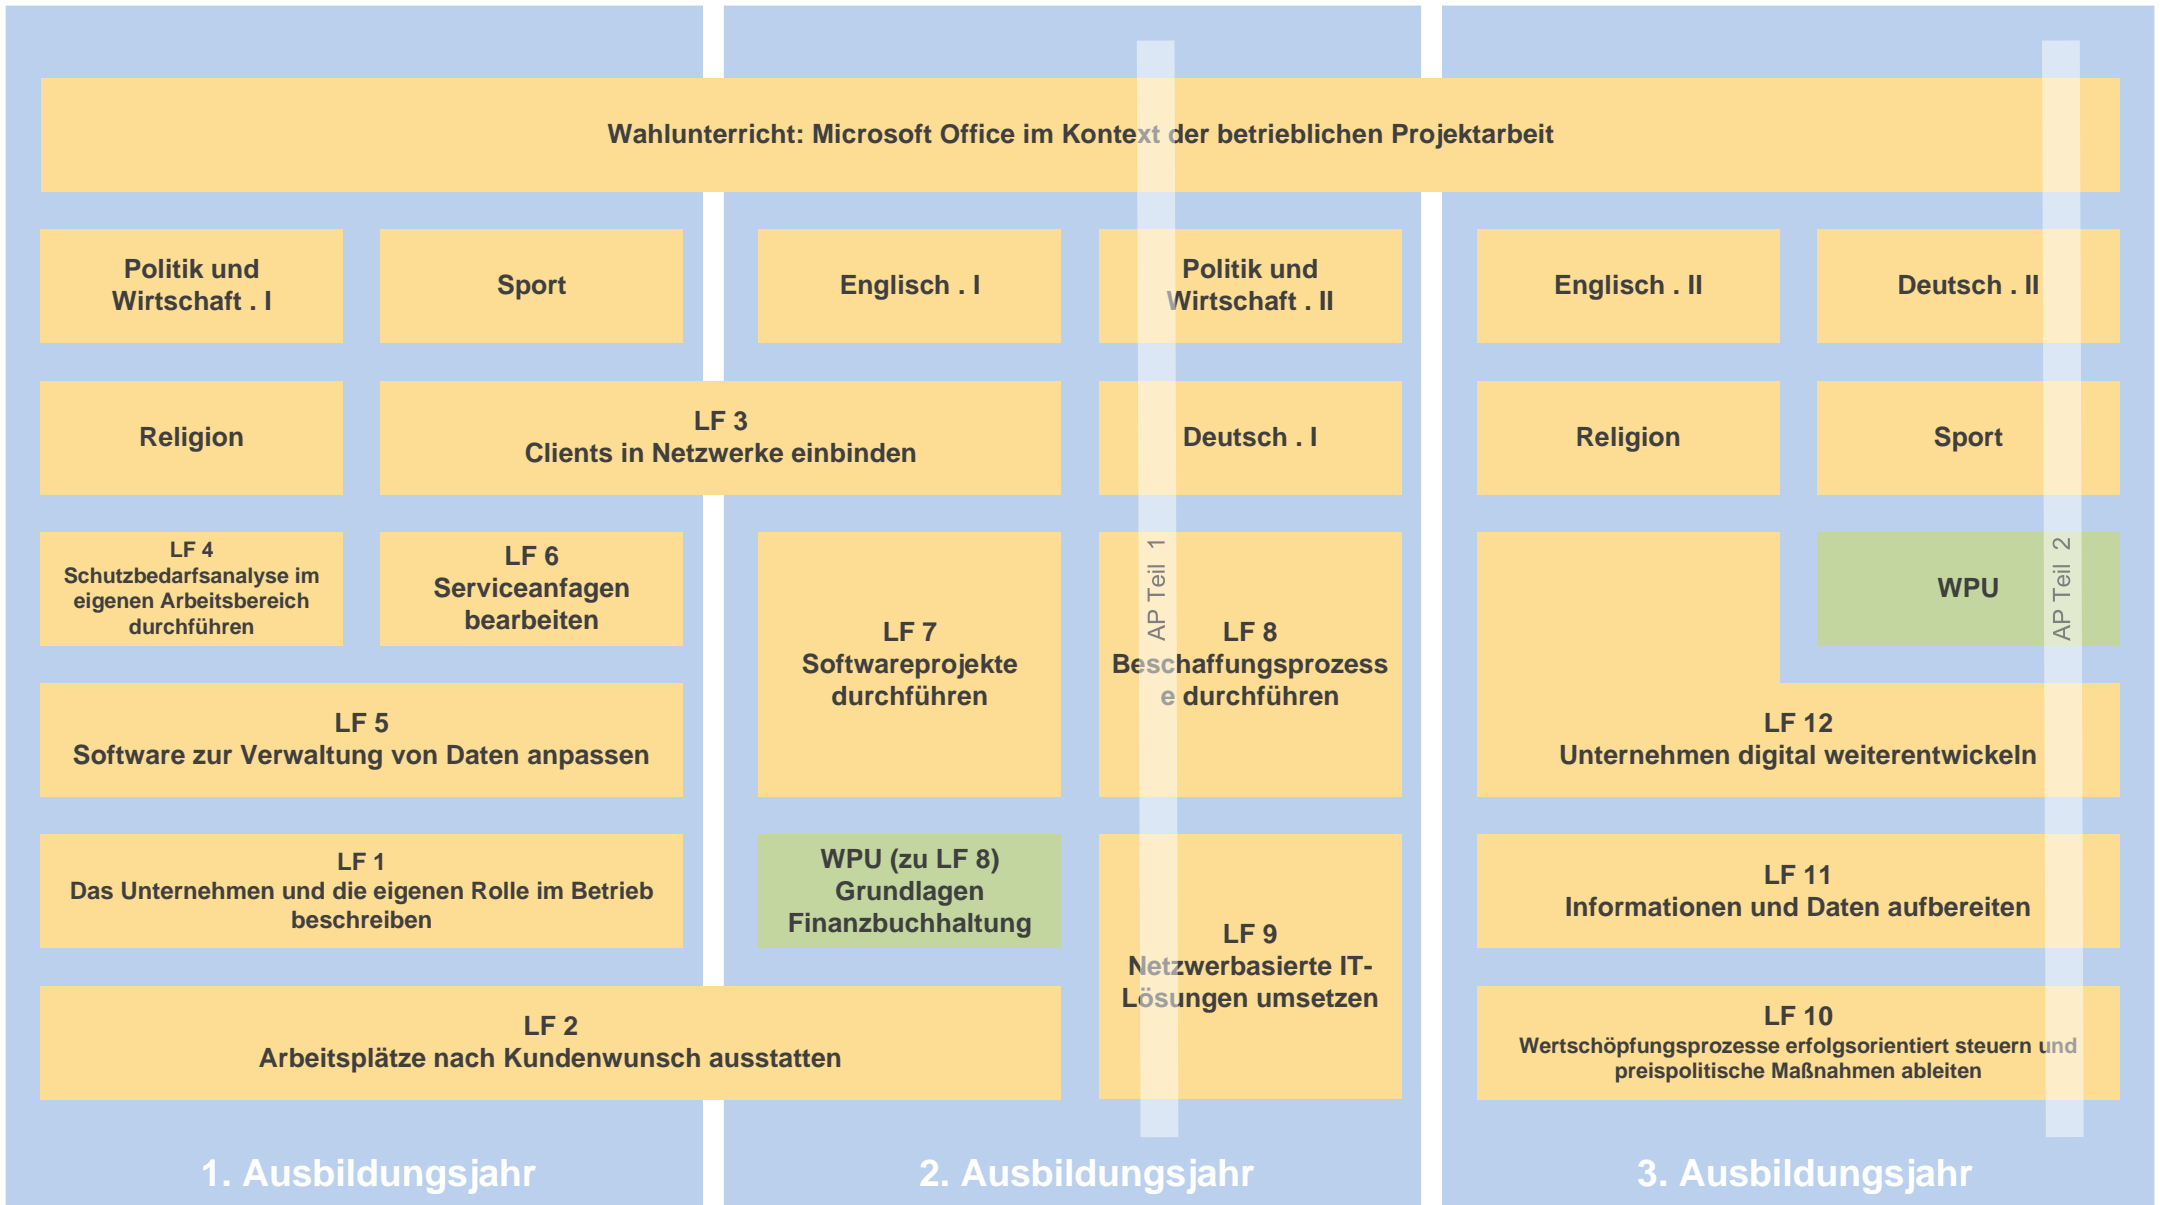 Wahlunterricht: Microsoft Office im Kontext der betrieblichen Projektarbeit
Politik und
Wirtschaft . I
Sport
Englisch . I
Politik und
Wirtschaft . II
Englisch . II
Deutsch . II
Religion
LF 3
Clients in Netzwerke einbinden
Deutsch . I
Religion
Sport
LF 4
Schutzbedarfsanalyse im
eigenen Arbeitsbereich
durchführen
LF 6
Serviceanfagen
bearbeiten
LF 7
Softwareprojekte
durchführen
AP Teil 1
LF 8
Beschaffungsprozess
e durchführen
WPU
AP Teil 2
LF 5
Software zur Verwaltung von Daten anpassen
LF 12
Unternehmen digital weiterentwickeln
LF 1
Das Unternehmen und die eigenen Rolle im Betrieb
beschreiben
WPU (zu LF 8)
Grundlagen
Finanzbuchhaltung
LF 9
Netzwerbasierte IT-
Lösungen umsetzen
LF 11
Informationen und Daten aufbereiten
LF 2
Arbeitsplätze nach Kundenwunsch ausstatten
LF 10
Wertschöpfungsprozesse erfolgsorientiert steuern und
preispolitische Maßnahmen ableiten
1. Ausbildungsjahr
2. Ausbildungsjahr
3. Ausbildungsjahr